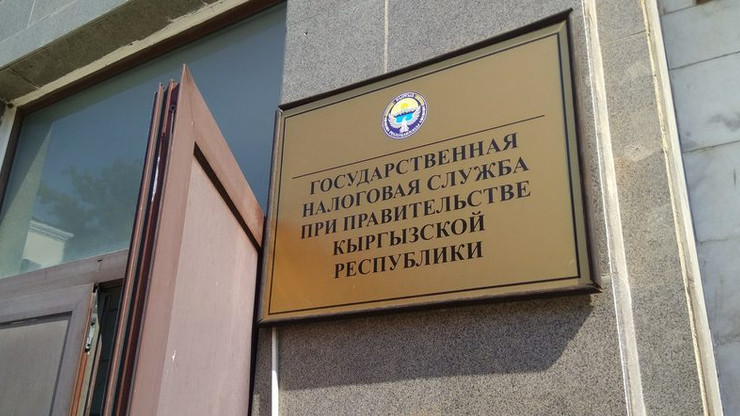 ГОСУДАРСТВЕННАЯ
НАЛОГОВАЯ СЛУЖБА
ПРИ ПРАВИТЕЛЬСТВЕ
КЫРГЫЗСКОЙ
РЕСПУБЛИКИ